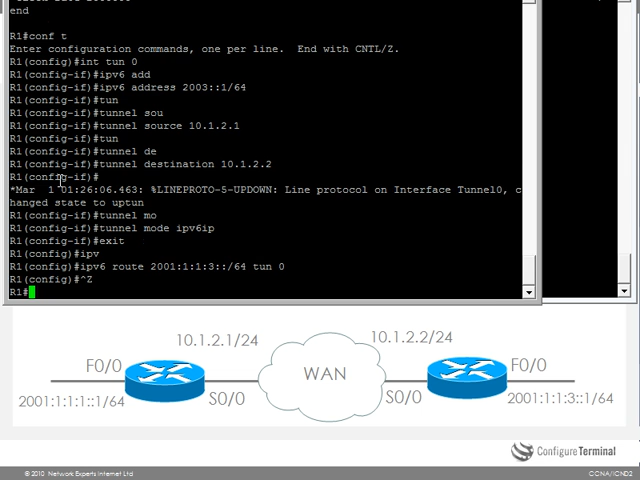 end
R1#conf t
Enter configuration commands, one per line.  End with CNTL/Z.
R1(config)#int tun 0
R1(config-if)#ipv6 add
R1(config-if)#ipv6 address 2003::1/64
R1(config-if)#tun
R1(config-if)#tunnel sou
R1(config-if)#tunnel source 10.1.2.1
R1(config-if)#tun
R1(config-if)#tunnel de
R1(config-if)#tunnel destination 10.1.2.2
R1(config-if)#
*Mar  1 01:26:06.463: %LINEPROTO-5-UPDOWN: Line protocol on Interface Tunnel0, c
hanged state to uptun
R1(config-if)#tunnel mo
R1(config-if)#tunnel mode ipv6ip
R1(config-if)#exit
R1(config)#ipv
R1(config)#ipv6 route 2001:1:1:3::/64 tun 0
R1(config)#^Z
R1#
10.1.2.1/24
10.1.2.2/24
F0/0
WAN
F0/0
2001:1:1:1::1/64
S0/0
S0/0
2001:1:1:3::1/64
ConfigureTerminal
© 2010  Network Experts Internet Ltd
CCNA/ICND2